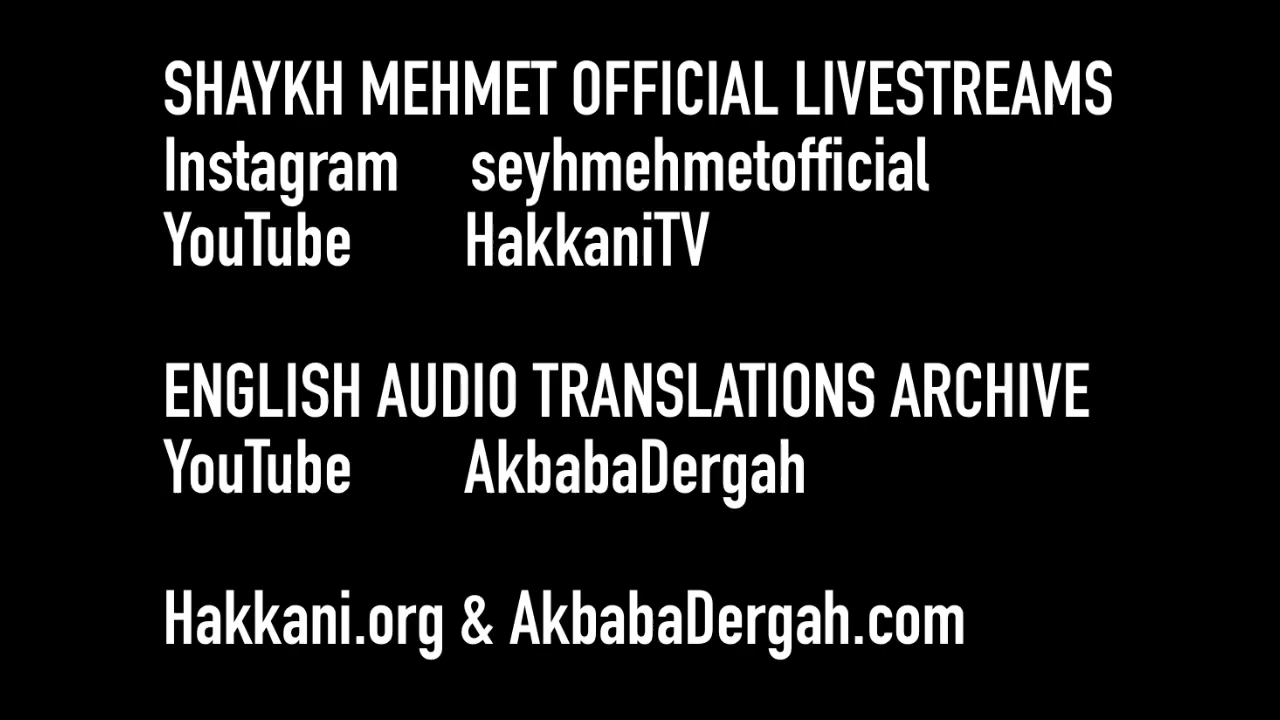 SHAYKH MEHMET OFFICIAL LIVESTREAMS
Instagram seyhmehmetofficial
YouTube HakkaniTV
ENGLISH AUDIO TRANSLATIONS ARCHIVE
YouTube AkbabaDergah
Hakkani.org & AkbabaDergah.com